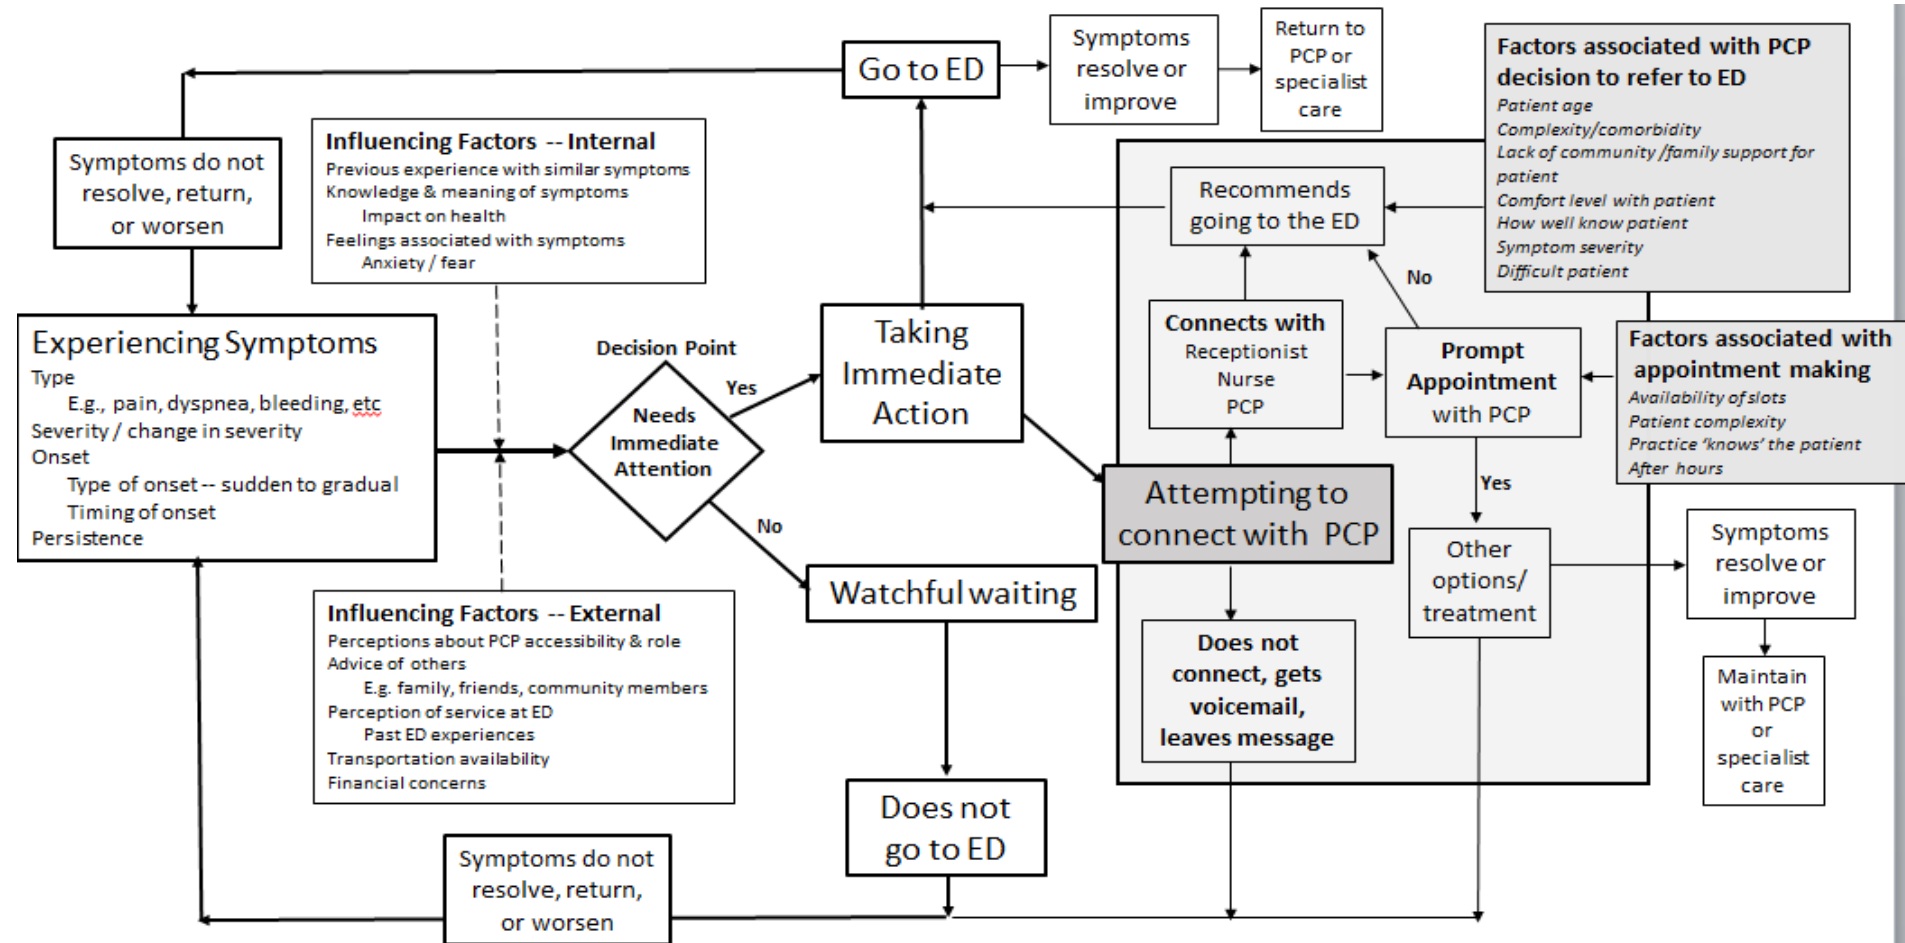 Go to ED
Symptoms
resolve or
improve
Return to
PCP or
specialist
care
Factors associated with PCP
decision to refer to ED
Patient age
Complexity/comorbidity
Lack of community /family support for
patient
Comfort level with patient
How well know patient
Symptom severity
Difficult patient
Symptoms do not
resolve, return,
or worsen
Influencing Factors -- Internal
Previous experience with similar symptoms
Knowledge & meaning of symptoms
Impact on health
Feelings associated with symptoms
Anxiety / fear
Recommends
going to the ED
No
Experiencing Symptoms
Type
E.g., pain, dyspnea, bleeding, etc
Severity / change in severity
Onset
Type of onset -- sudden to gradual
Timing of onset
Persistence
Decision Point
Yes
Needs
Immediate
Attention
No
Taking
Immediate
Action
Connects with
Receptionist
Nurse
PCP
Prompt
Appointment
with PCP
Factors associated with
appointment making
Availability of slots
Patient complexity
Practice ‘knows’ the patient
After hours
Yes
Attempting to
connect with PCP
Other
options/
treatment
Symptoms
resolve or
improve
Watchful waiting
Influencing Factors -- External
Perceptions about PCP accessibility & role
Advice of others
E.g. family, friends, community members
Perception of service at ED
Past ED experiences
Transportation availability
Financial concerns
Does not
connect, gets
voicemail,
leaves message
Maintain
with PCP
or
specialist
care
Does not
go to ED
Symptoms do not
resolve, return,
or worsen